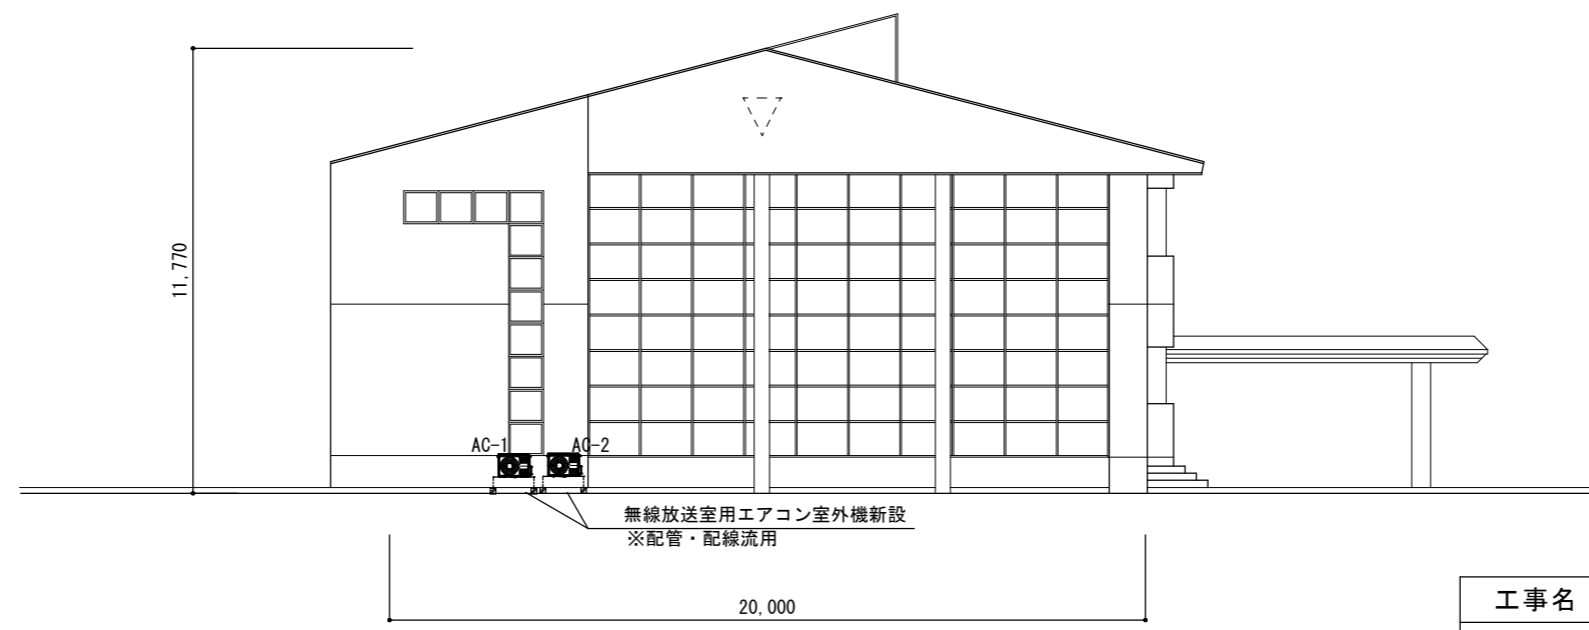 11,770
AC-1
AC-2
無線放送室用エアコン室外機新設
※配管・配線流用
20,000
工事名